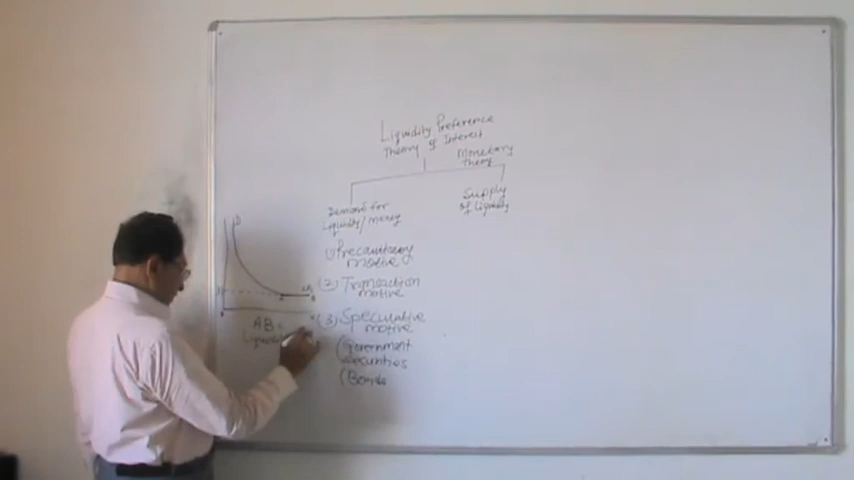 Liquidity Preference
Theory of Interest
Monetary
Theory
Demand for
Liquidity/money
Supply
of Liquidity
1) Precautionary
motive
(2) Transaction
motive
(3) Speculative
motive
(Government
securities
(Bonds
D
AB =